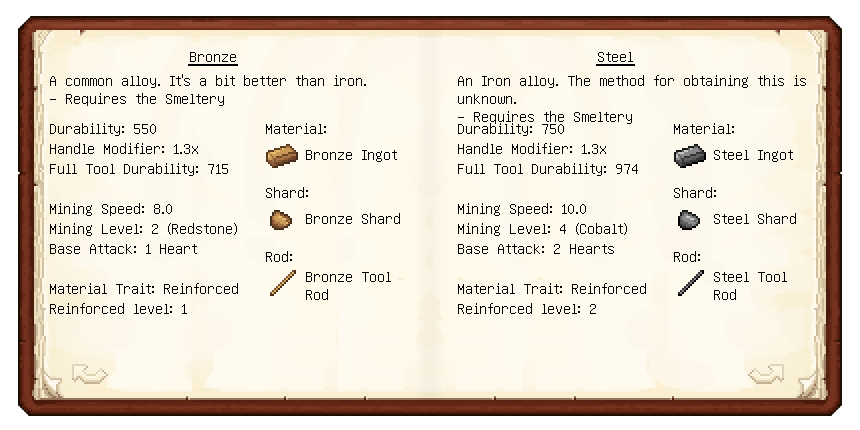 Bronze
A common alloy. It's a bit better than iron.
- Requires the Smeltery
Durability: 550
Handle Modifier: 1.3x
Full Tool Durability: 715
Mining Speed: 8.0
Mining Level: 2 (Redstone)
Base Attack: 1 Heart
Material Trait: Reinforced
Reinforced level: 1
Material:
Bronze Ingot
Shard:
Bronze Shard
Rod:
Bronze Tool
Rod
Steel
An Iron alloy. The method for obtaining this is
unknown.
- Requires the Smeltery
Durability: 750
Handle Modifier: 1.3x
Full Tool Durability: 974
Mining Speed: 10.0
Mining Level: 4 (Cobalt)
Base Attack: 2 Hearts
Material Trait: Reinforced
Reinforced level: 2
Material:
Steel Ingot
Shard:
Steel Shard
Rod:
Steel Tool
Rod